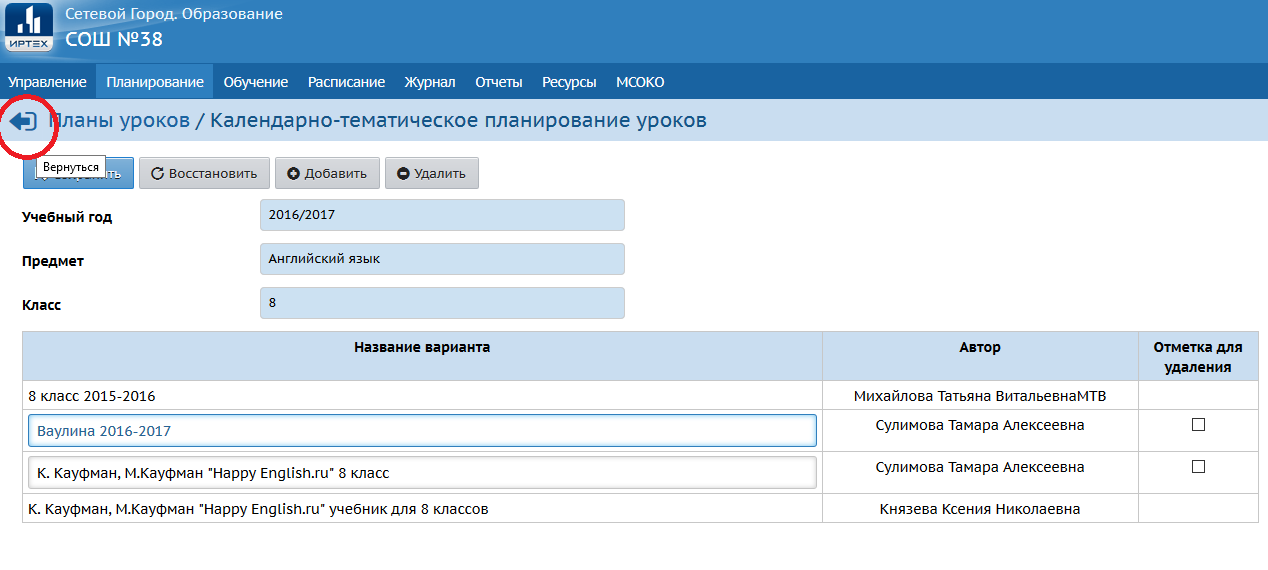 Сетевой Город. Образование
ИРТЕХ
СОШ №38
Управление Планирование Обучение Расписание Журнал Отчеты Ресурсы МСОКО
Планы уроков / Календарно-тематическое планирование уроков
Вернуться
Восстановить Добавить Удалить
Учебный год 2016/2017
Предмет Английский язык
Класс 8
Название варианта Автор Отметка для
удаления
8 класс 2015-2016 Михайлова Татьяна ВитальевнаМТВ
Ваулина 2016-2017 Сулимова Тамара Алексеевна
К. Кауфман, М.Кауфман "Happy English.ru" 8 класс Сулимова Тамара Алексеевна
К. Кауфман, М.Кауфман "Happy English.ru" учебник для 8 классов Князева Ксения Николаевна